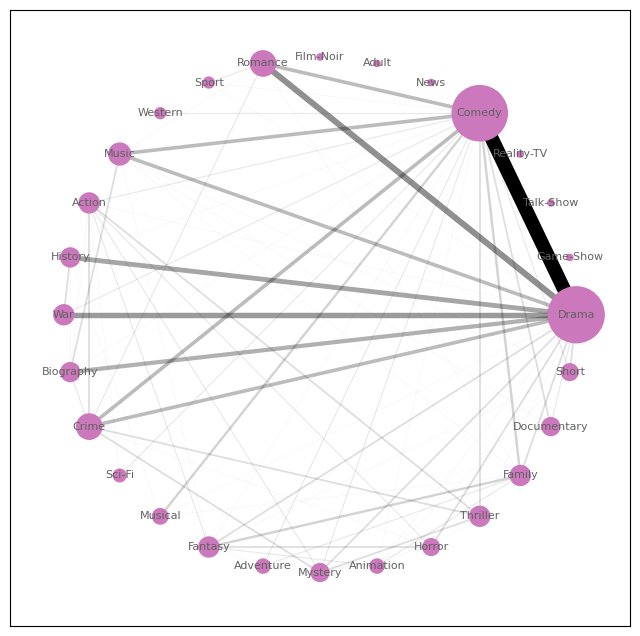 Film-Noir
Romance
Adult
Sport
News
Western
Comedy
Music
Reality-TV
Action
Talk-Show
History
Game-Show
War
Drama
Biography
Short
Crime
Documentary
Sci-Fi
Family
Musical
Thriller
Fantasy
Horror
Adventure
Mystery
Animation